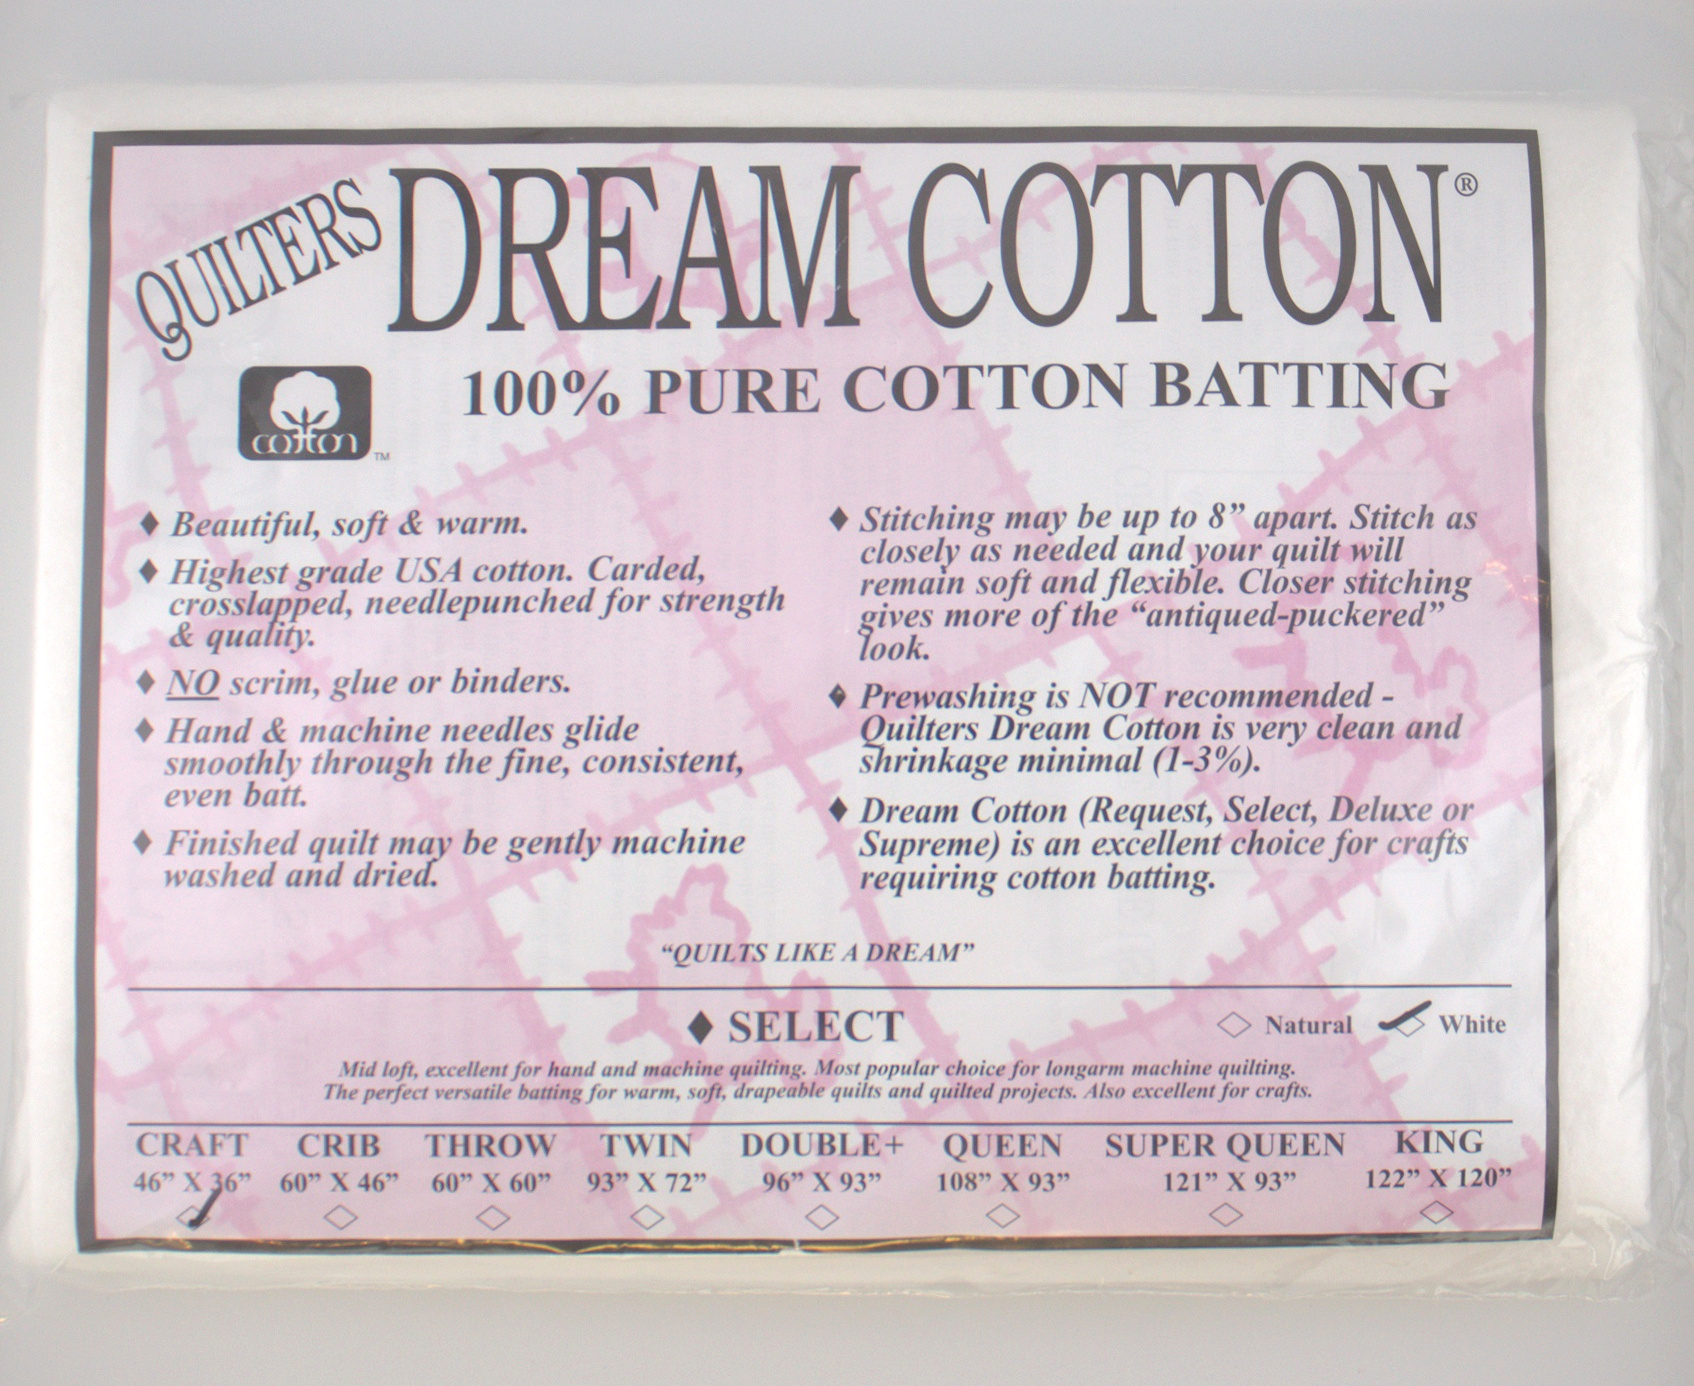 QUILTERS DREAM COTTON®
cotton ™
100% PURE COTTON BATTING
♦ Beautiful, soft & warm.
♦ Highest grade USA cotton. Carded,
crosslapped, needlepunched for strength
& quality.
♦ NO scrim, glue or binders.
♦ Hand & machine needles glide
smoothly through the fine, consistent,
even batt.
♦ Finished quilt may be gently machine
washed and dried.
♦ Stitching may be up to 8” apart. Stitch as
closely as needed and your quilt will
remain soft and flexible. Closer stitching
gives more of the “antiqued-puckered”
look.
♦ Prewashing is NOT recommended -
Quilters Dream Cotton is very clean and
shrinkage minimal (1-3%).
♦ Dream Cotton (Request, Select, Deluxe or
Supreme) is an excellent choice for crafts
requiring cotton batting.
“QUILTS LIKE A DREAM”
♦ SELECT
Natural White
Mid loft, excellent for hand and machine quilting. Most popular choice for longarm machine quilting.
The perfect versatile batting for warm, soft, drapeable quilts and quilted projects. Also excellent for crafts.
CRAFT CRIB THROW TWIN DOUBLE+ QUEEN SUPER QUEEN KING
46” X 36” 60” X 46” 60” X 60” 93” X 72” 96” X 93” 108” X 93” 121” X 93” 122” X 120”